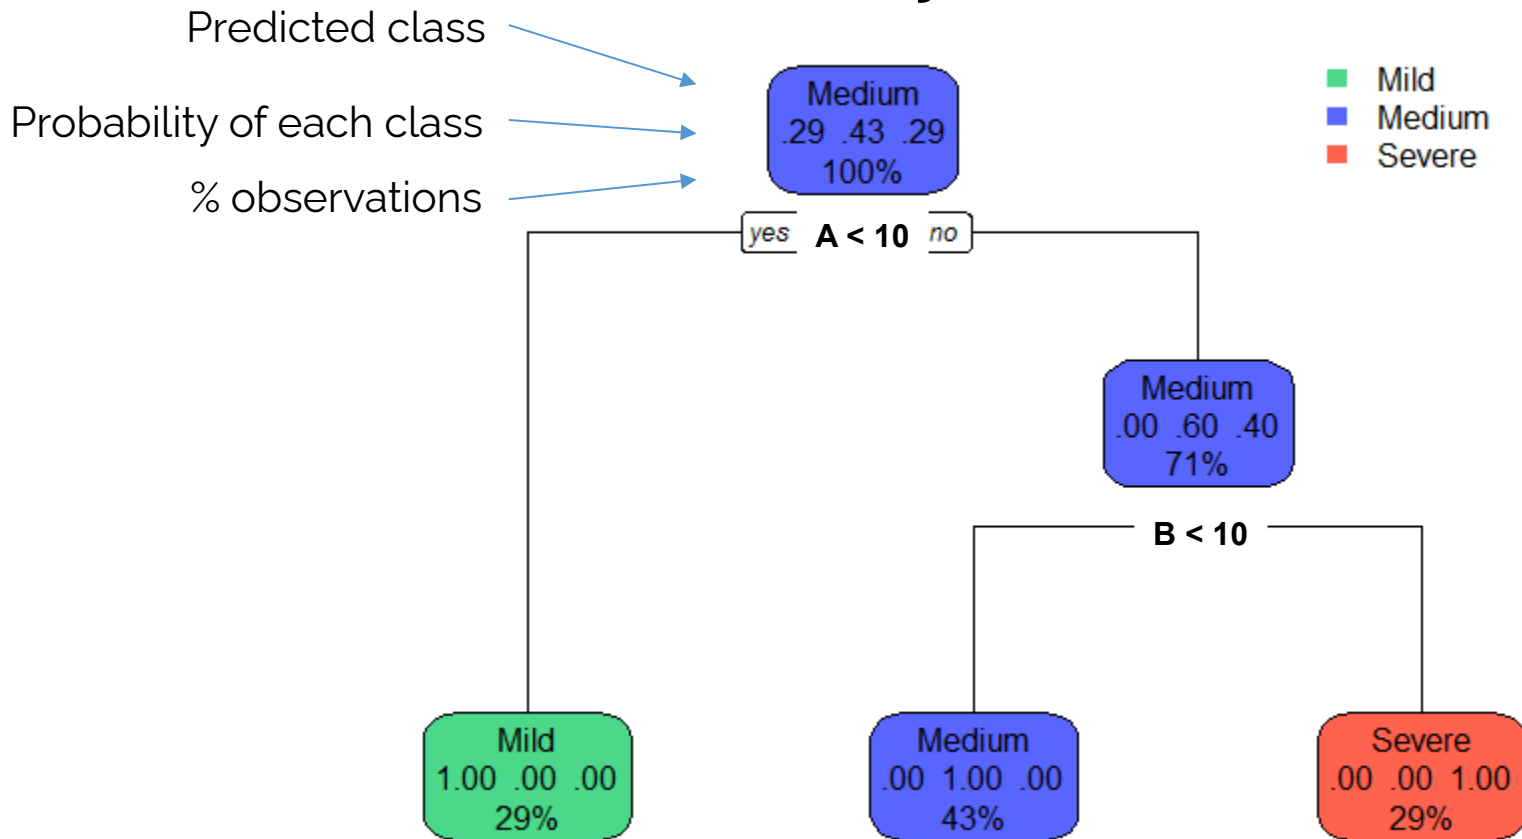 Predicted class
Probability of each class
% observations
Medium
.29 .43 .29
100%
Mild
Medium
Severe
yes A < 10 no
Medium
.00 .60 .40
71%
B < 10
Mild
1.00 .00 .00
29%
Medium
.00 1.00 .00
43%
Severe
.00 .00 1.00
29%